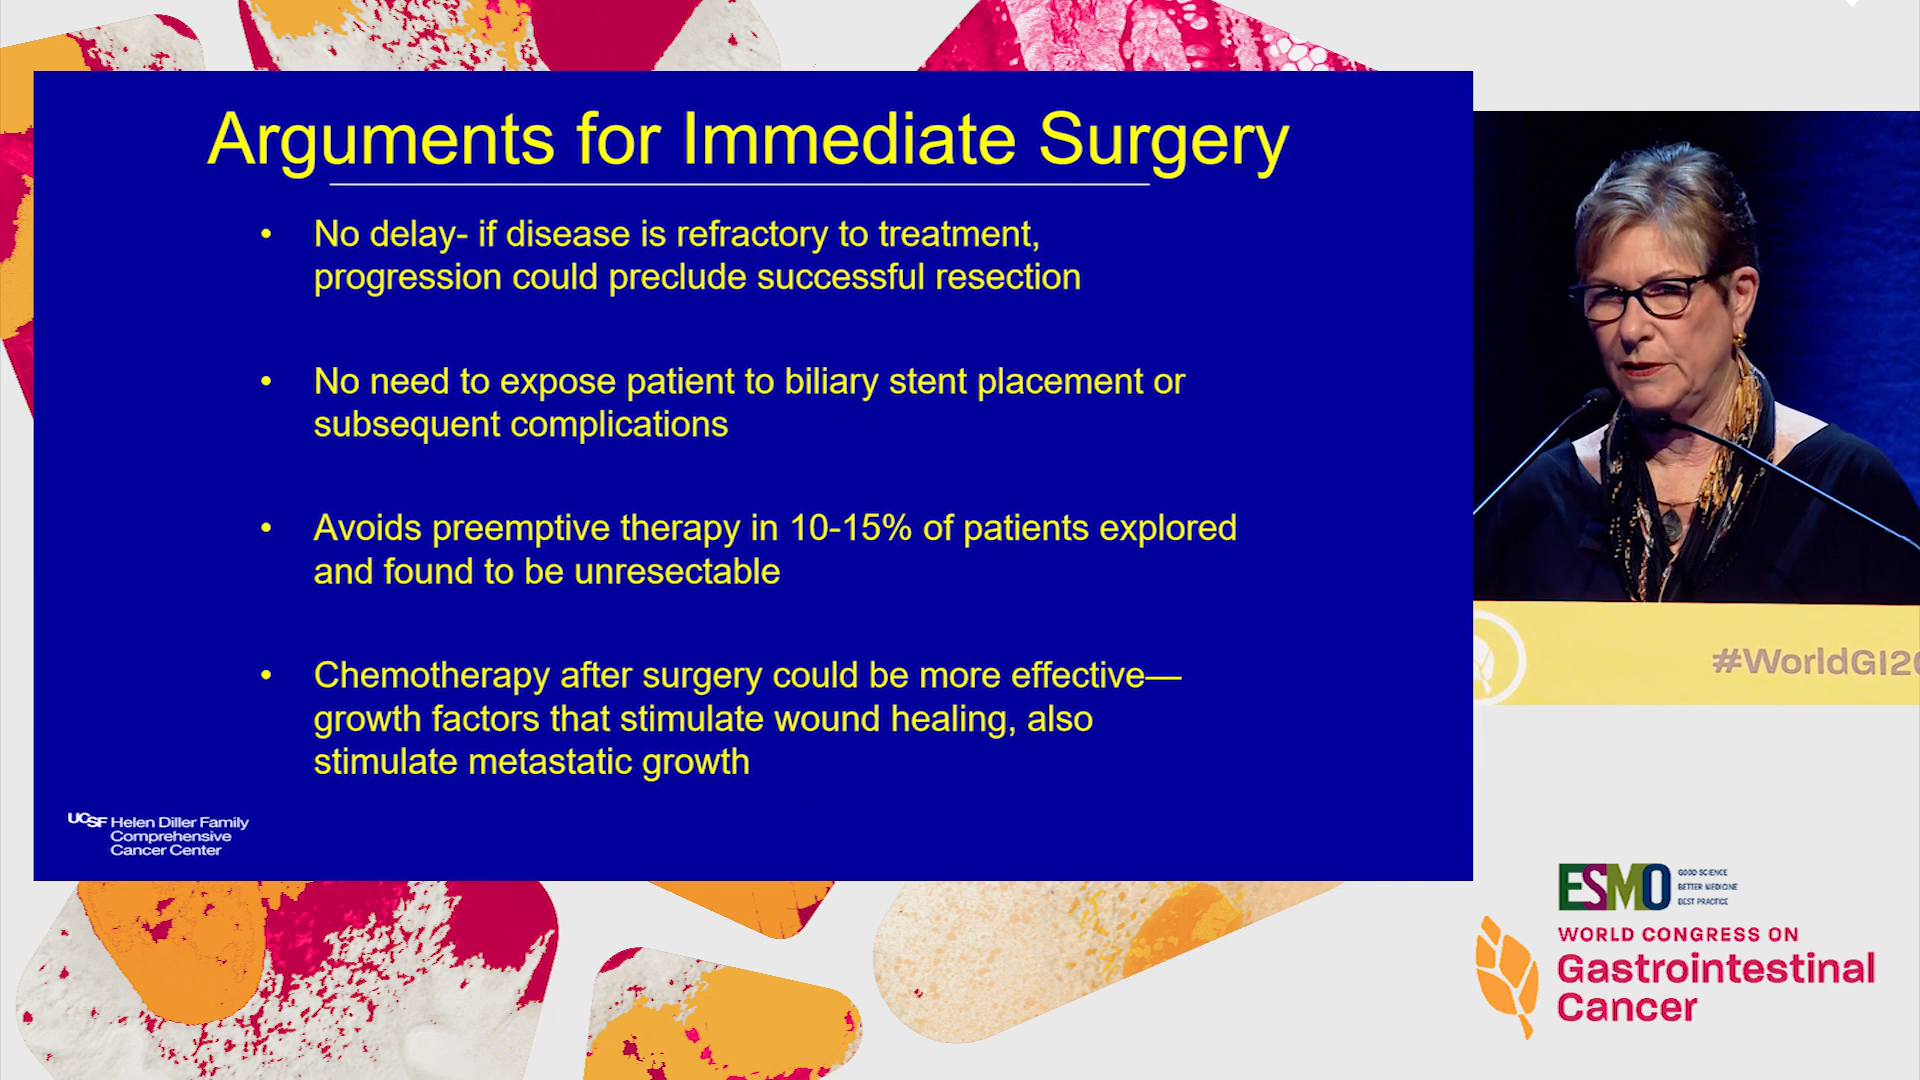 Arguments for Immediate Surgery
• No delay- if disease is refractory to treatment,
progression could preclude successful resection
• No need to expose patient to biliary stent placement or
subsequent complications
• Avoids preemptive therapy in 10-15% of patients explored
and found to be unresectable
• Chemotherapy after surgery could be more effective—
growth factors that stimulate wound healing, also
stimulate metastatic growth
UCSF Helen Diller Family
Comprehensive
Cancer Center
#WorldGI20
ESMO
GOOD SCIENCE
BETTER MEDICINE
BEST PRACTICE
WORLD CONGRESS ON
Gastrointestinal
Cancer